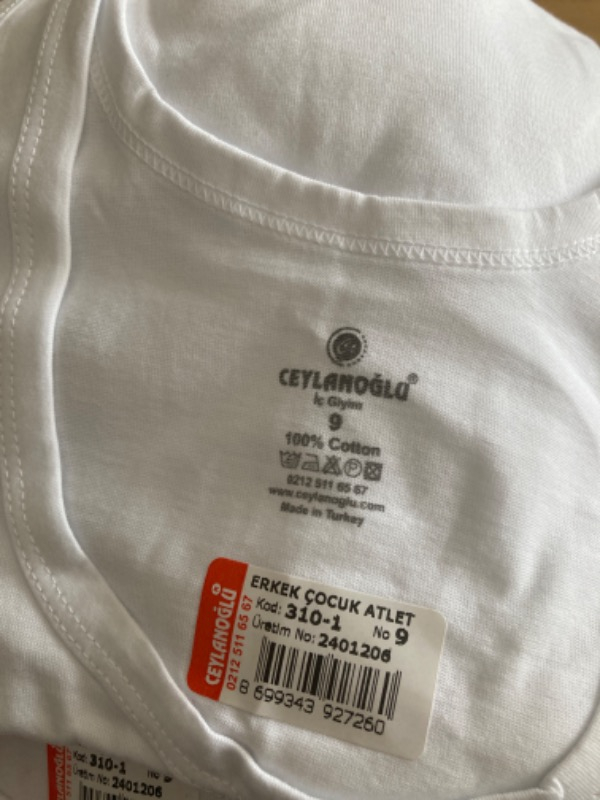 CEYLANOĞLU®
İç Giyim
9
100% Cotton
0212 511 65 67
www.ceylanoglu.com
Made in Turkey
CEYLANOĞLU
0212 511 65 67
ERKEK ÇOCUK ATLET
Kod: 310-1 No 9
Üretim No: 2401206
8 699343 927260
Kod: 310-1 No 9
Üretim No: 2401206